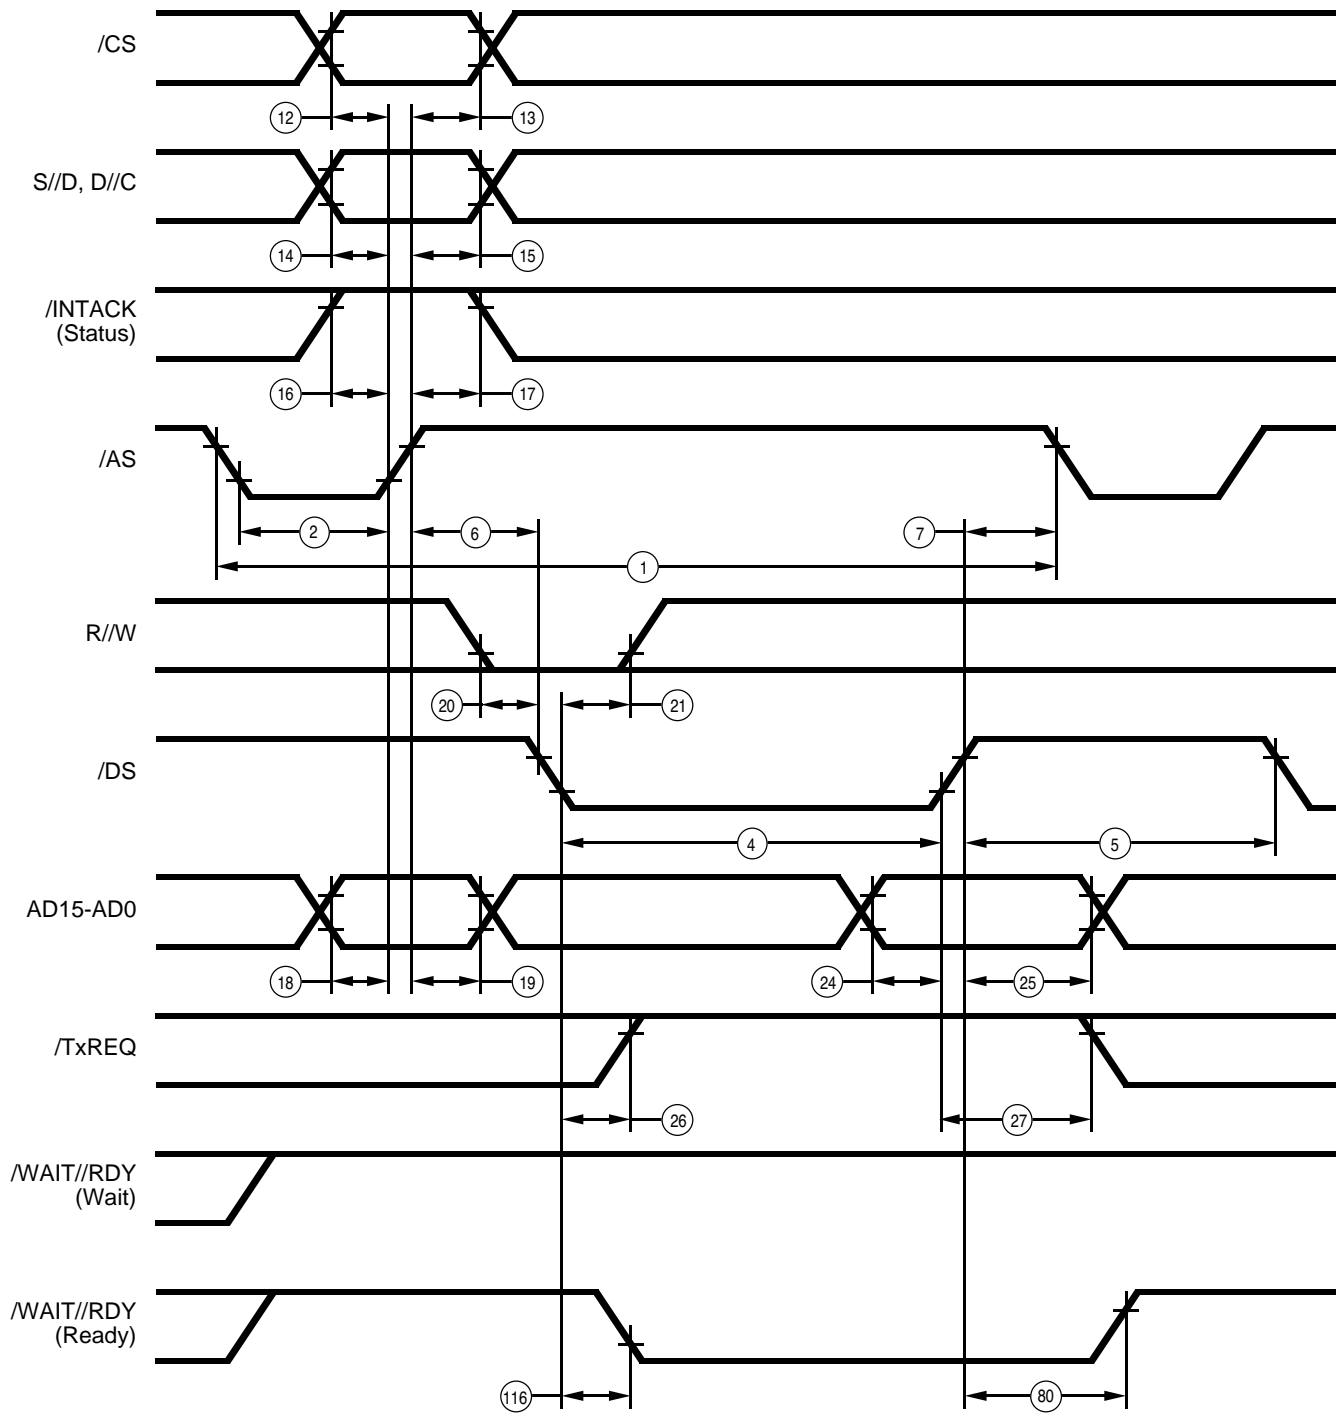 /CS
12
13
S//D, D//C
14
15
/INTACK
(Status)
16
17
/AS
2
6
7
1
R//W
20
21
/DS
4
5
AD15-AD0
18
19
24
25
/TxREQ
26
27
/WAIT//RDY
(Wait)
/WAIT//RDY
(Ready)
116
80